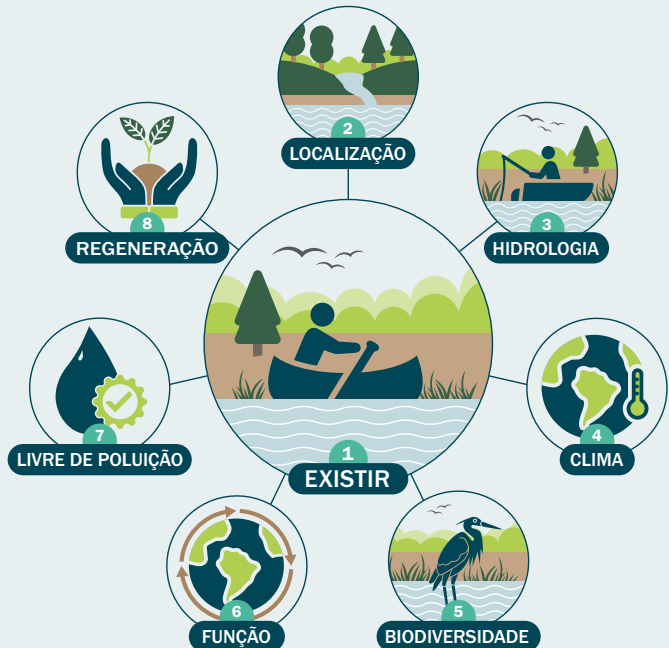 1
EXISTIR
2
LOCALIZAÇÃO
3
HIDROLOGIA
4
CLIMA
5
BIODIVERSIDADE
6
FUNÇÃO
7
LIVRE DE POLUIÇÃO
8
REGENERAÇÃO